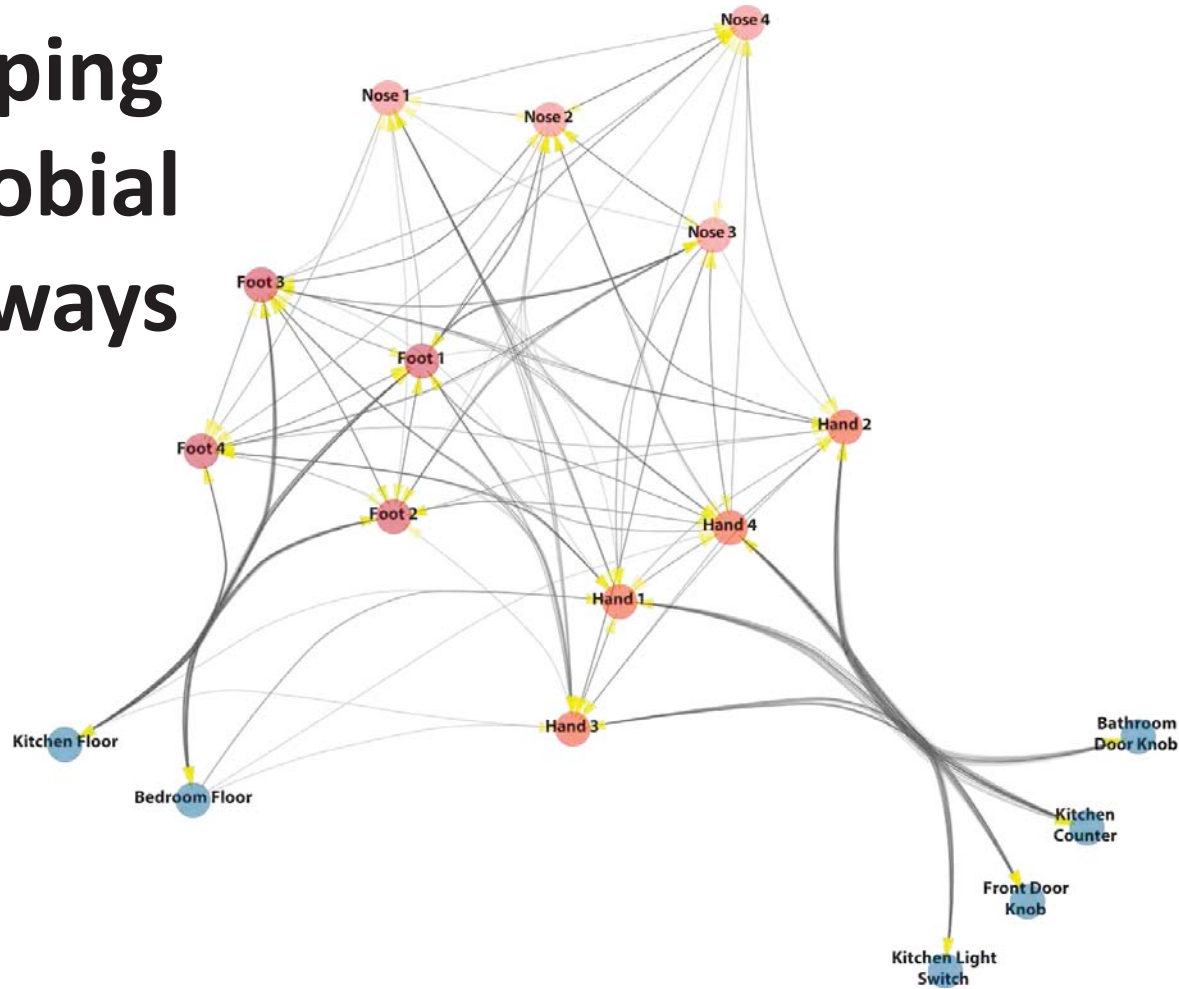 ping
obial
ways
Nose 4
Nose 1
Nose 2
Nose 3
Foot 3
Foot 1
Hand 2
Foot 4
Foot 2
Hand 4
Hand 1
Hand 3
Kitchen Floor
Bathroom
Door Knob
Bedroom Floor
Kitchen
Counter
Front Door
Knob
Kitchen Light
Switch